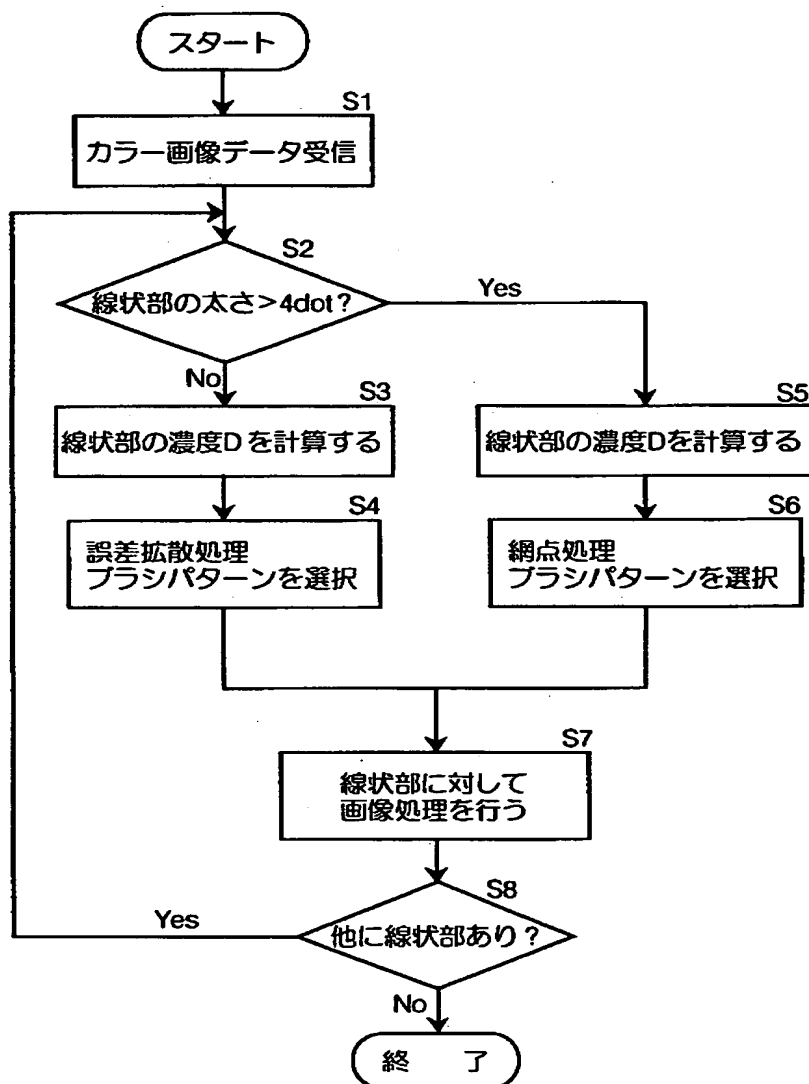 スタート
S1
カラー画像データ受信
S2
線状部の太さ>4dot?
Yes
No
S3
線状部の濃度Dを計算する
S5
線状部の濃度Dを計算する
S4
誤差拡散処理
ブラシパターンを選択
S6
網点処理
ブラシパターンを選択
S7
線状部に対して
画像処理を行う
S8
他に線状部あり?
Yes
No
終 了